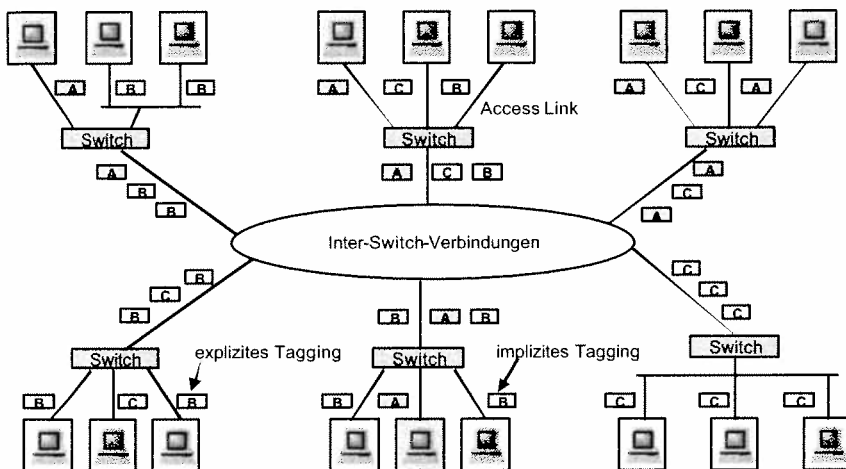 A B B
A C B
A C A
Access Link
Switch
Switch
Switch
A
B
B
A C B
A
C
A
Inter-Switch-Verbindungen
B
C
B
B A B
C
C
C
Switch
explizites Tagging
Switch
implizites Tagging
Switch
B C B
B A B
C C C